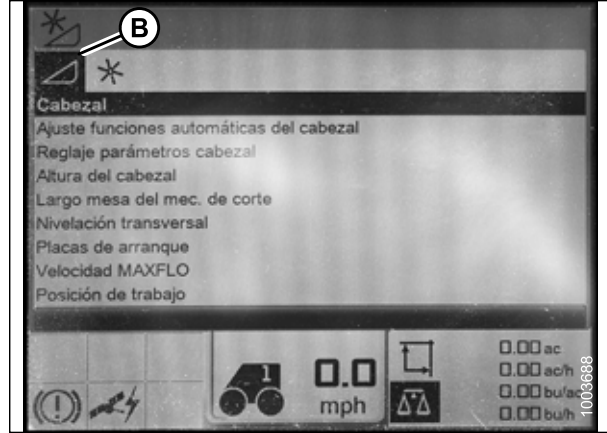 B
Cabezal
Ajuste funciones automáticas del cabezal
Reglaje parámetros cabezal
Altura del cabezal
Largo mesa del mec. de corte
Nivelación transversal
Placas de arranque
Velocidad MAXFLO
Posición de trabajo
1
0.0
mph
0.00 ac
0.00 ac/h
0.00 bu/ac
0.00 bu/h
1003688